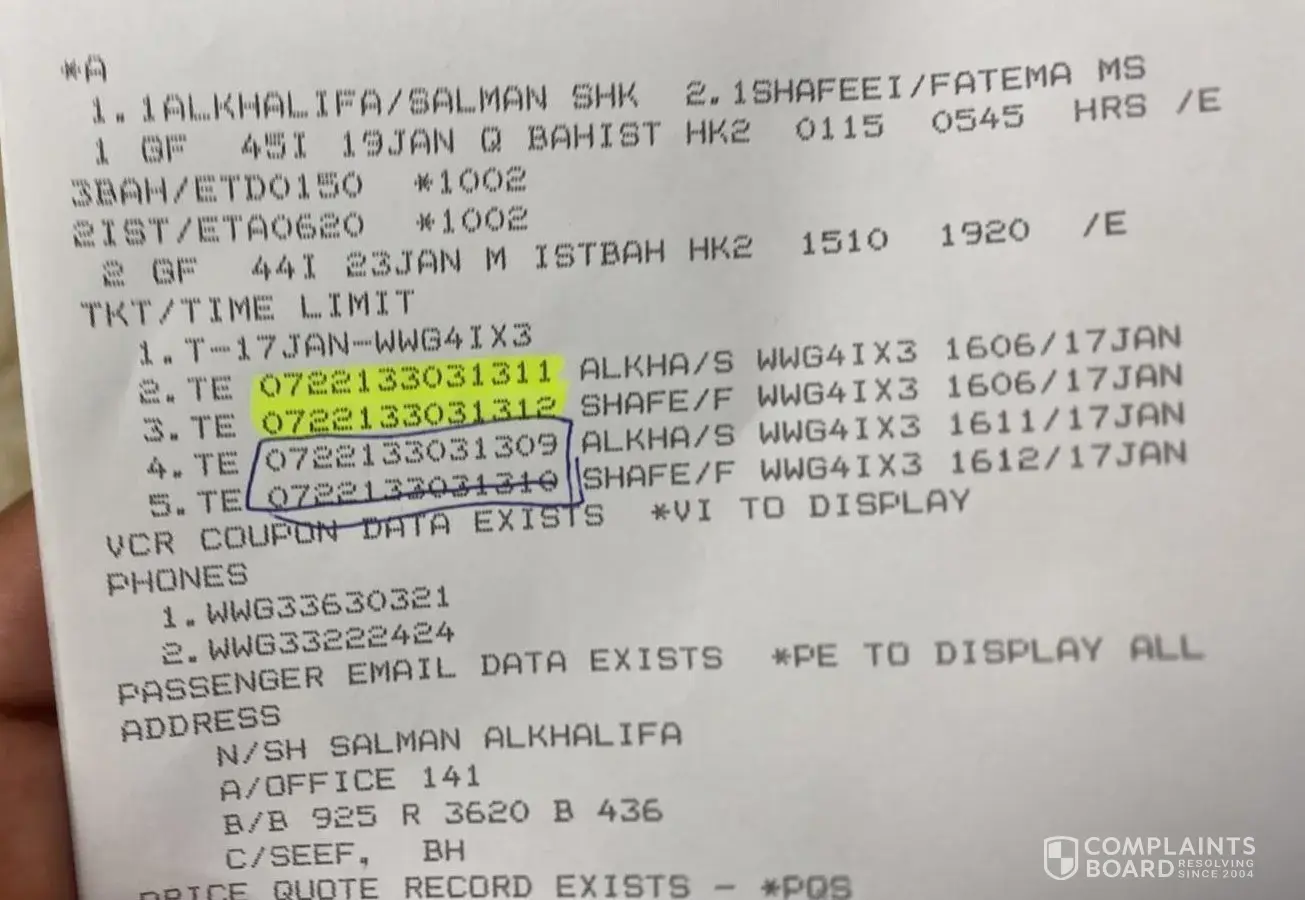 *A
1.1ALKHALIFA/SALMAN SHK 2.1SHAFEEI/FATEMA MS
1 GF 45I 19JAN Q BAHIST HK2 0115 0545 HRS /E
3BAH/ETD0150 *1002
2IST/ETA0620 *1002
2 GF 44I 23JAN M ISTBAH HK2 1510 1920 /E
TKT/TIME LIMIT
1.T-17JAN-WWG4IX3
2.TE 0722133031311 ALKHA/S WWG4IX3 1606/17JAN
3.TE 0722133031312 SHAFE/F WWG4IX3 1606/17JAN
4.TE 0722133031309 ALKHA/S WWG4IX3 1611/17JAN
5.TE 0722133031310 SHAFE/F WWG4IX3 1612/17JAN
VCR COUPON DATA EXISTS *VI TO DISPLAY
PHONES
1.WWG33630321
2.WWG33222424
PASSENGER EMAIL DATA EXISTS *PE TO DISPLAY ALL
ADDRESS
N/SH SALMAN ALKHALIFA
A/OFFICE 141
B/B 925 R 3620 B 436
C/SEEF, BH
PRICE QUOTE RECORD EXISTS - *PQS
COMPLAINTS
BOARD RESOLVING
SINCE 2004